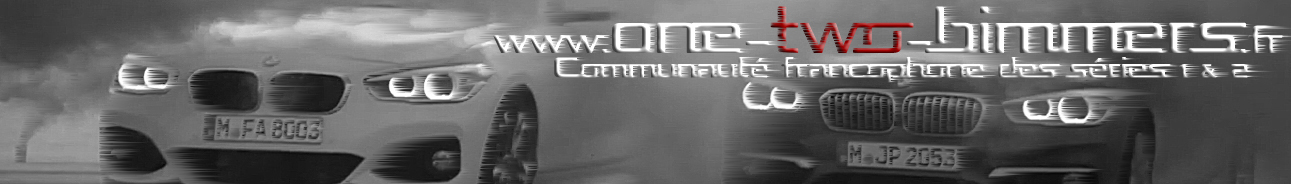 www.one-two-bimmers.fr
Communauté francophone des séries 1 & 2
M FA 8003
M JP 2053